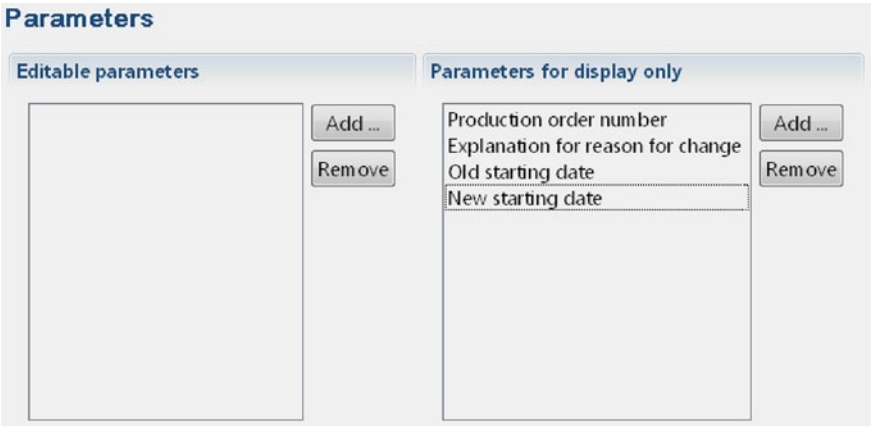 Parameters
Editable parameters
Parameters for display only
Add ...
Remove
Production order number
Explanation for reason for change
Old starting date
New starting date
Add ...
Remove